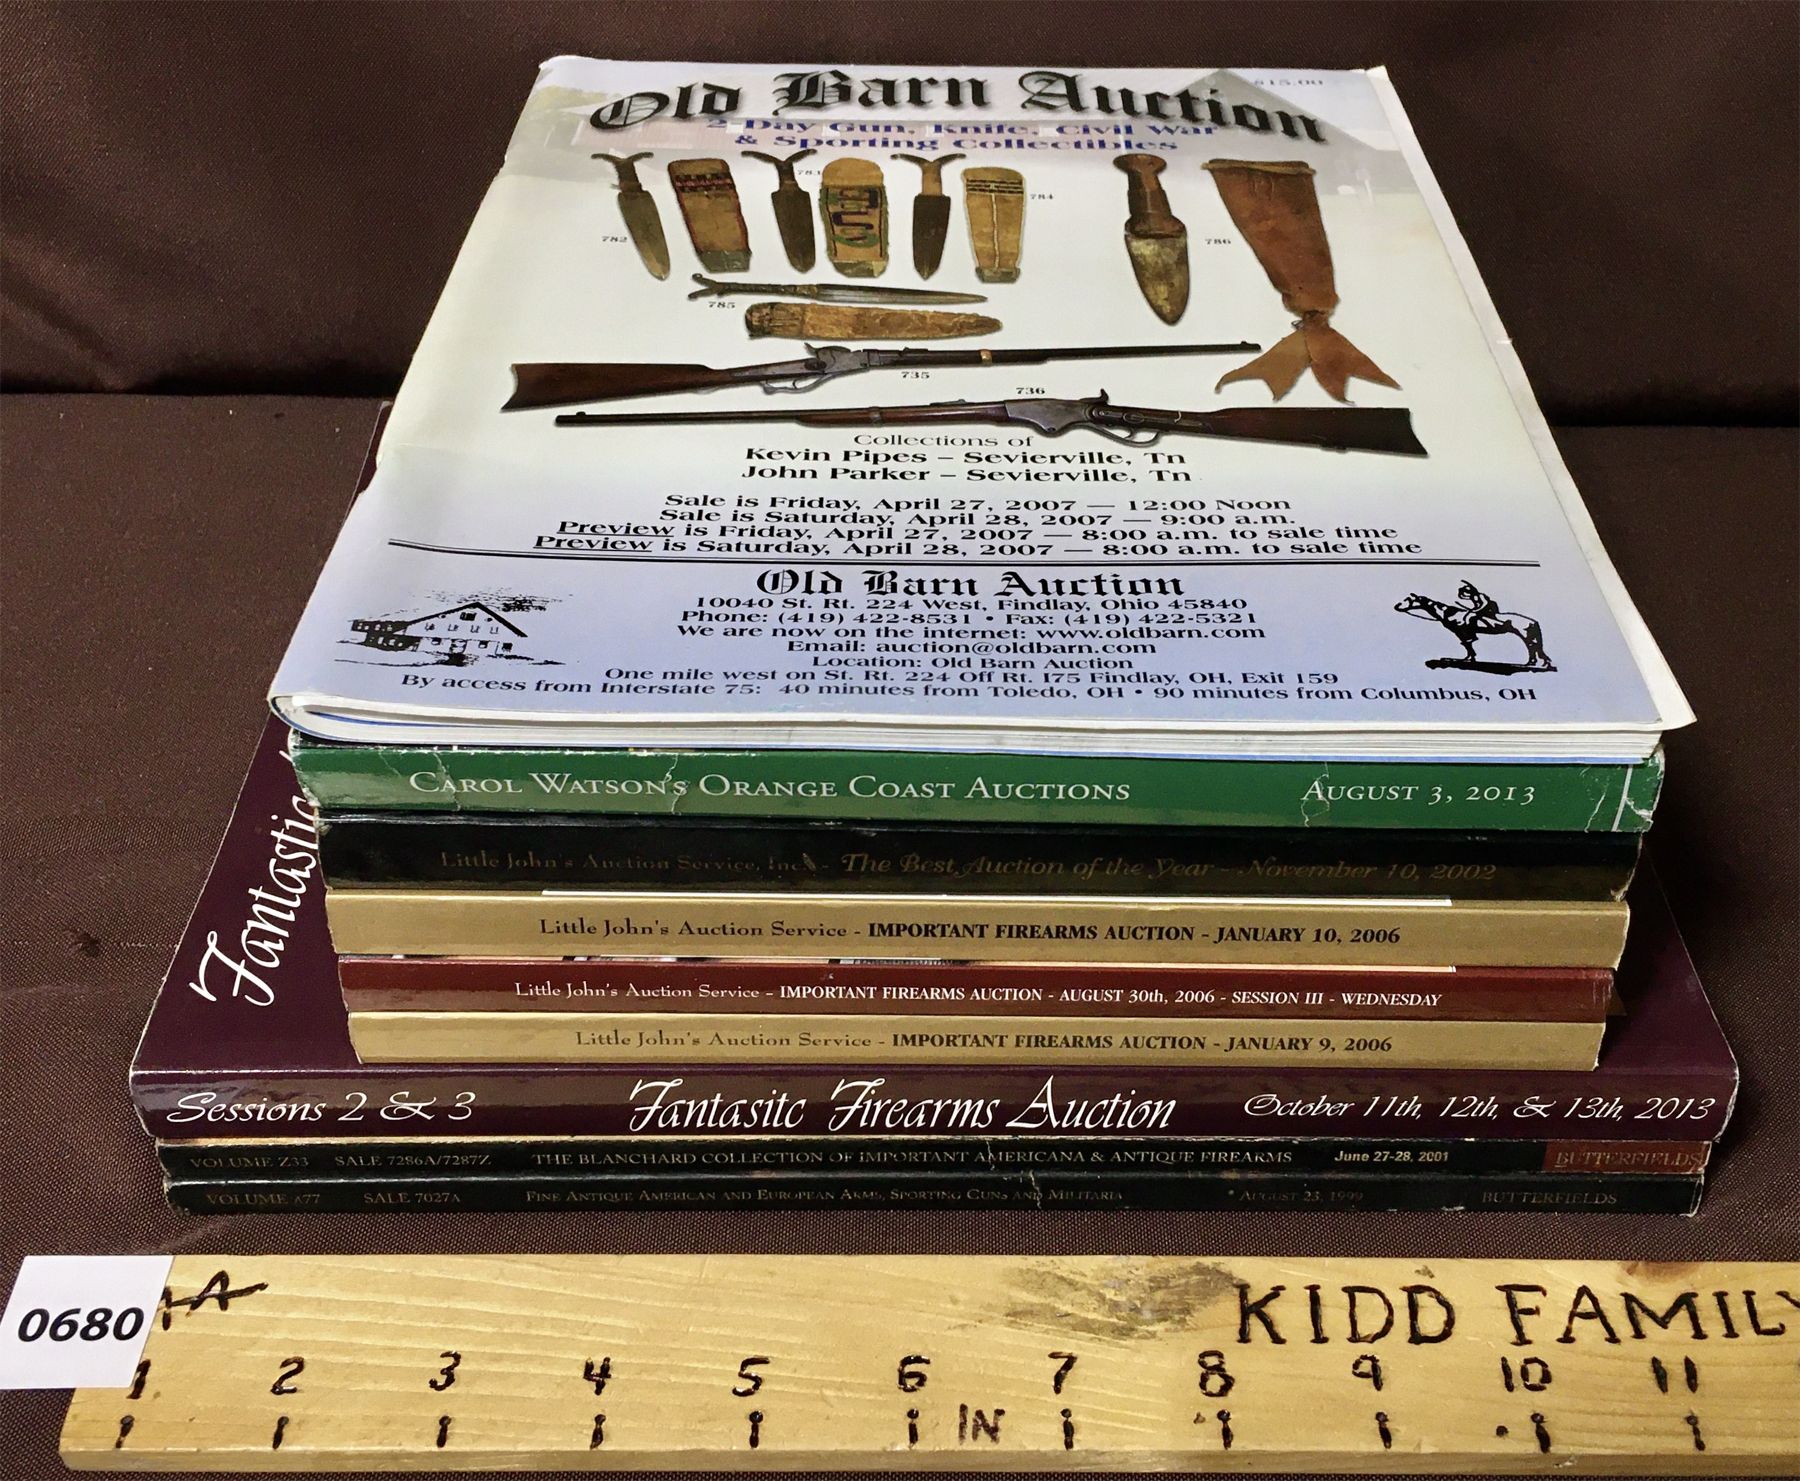 Old Barn Auction
$15.00
2 Day Gun, Knife, Civil War
& Sporting Collectibles
782
783
784
786
785
735
736
Collections of
Kevin Pipes – Sevierville, Tn
John Parker – Sevierville, Tn
Sale is Friday, April 27, 2007 — 12:00 Noon
Sale is Saturday, April 28, 2007 — 9:00 a.m.
Preview is Friday, April 27, 2007 — 8:00 a.m. to sale time
Preview is Saturday, April 28, 2007 — 8:00 a.m. to sale time
Old Barn Auction
10040 St. Rt. 224 West, Findlay, Ohio 45840
Phone: (419) 422-8531 • Fax: (419) 422-5321
We are now on the internet: www.oldbarn.com
Email: auction@oldbarn.com
Location: Old Barn Auction
One mile west on St. Rt. 224 Off Rt. I75 Findlay, OH, Exit 159
By access from Interstate 75: 40 minutes from Toledo, OH • 90 minutes from Columbus, OH
Carol Watson's Orange Coast Auctions August 3, 2013
Little John's Auction Service, Inc. - The Best Auction of the Year - November 10, 2002
Little John's Auction Service - IMPORTANT FIREARMS AUCTION - JANUARY 10, 2006
Little John's Auction Service - IMPORTANT FIREARMS AUCTION - AUGUST 30th, 2006 - SESSION III - WEDNESDAY
Little John's Auction Service - IMPORTANT FIREARMS AUCTION - JANUARY 9, 2006
Fantastic
Sessions 2 & 3 Fantasitc Firearms Auction October 11th, 12th, & 13th, 2013
VOLUME Z33 SALE 7286A/7287Z THE BLANCHARD COLLECTION OF IMPORTANT AMERICANA & ANTIQUE FIREARMS June 27-28, 2001 BUTTERFIELDS
VOLUME A77 SALE 7027A FINE ANTIQUE AMERICAN AND EUROPEAN ARMS, SPORTING GUNS AND MILITARIA August 23, 1999 BUTTERFIELDS
0680
KIDD FAMILY
1 2 3 4 5 6 7 8 9 10 11
IN